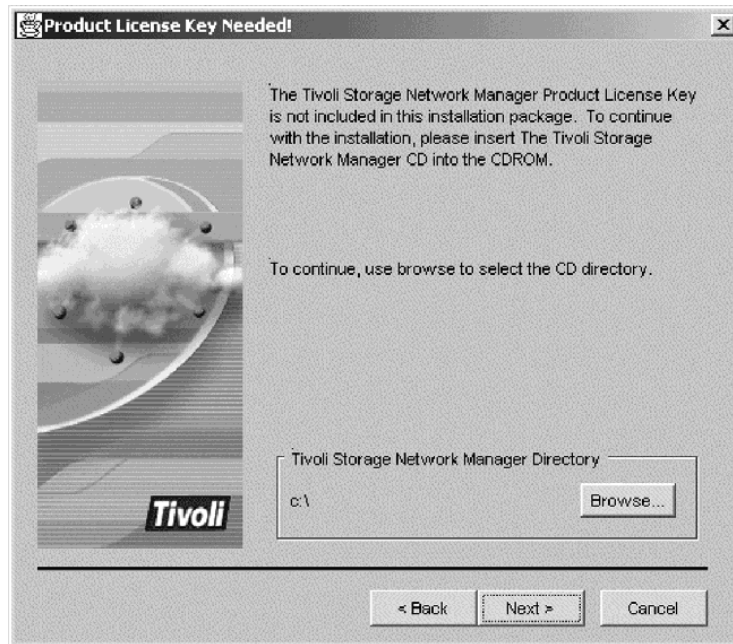 Product License Key Needed!
The Tivoli Storage Network Manager Product License Key
is not included in this installation package. To continue
with the installation, please insert The Tivoli Storage
Network Manager CD into the CDROM.
To continue, use browse to select the CD directory.
Tivoli Storage Network Manager Directory
c:\
Browse...
Tivoli
< Back
Next >
Cancel